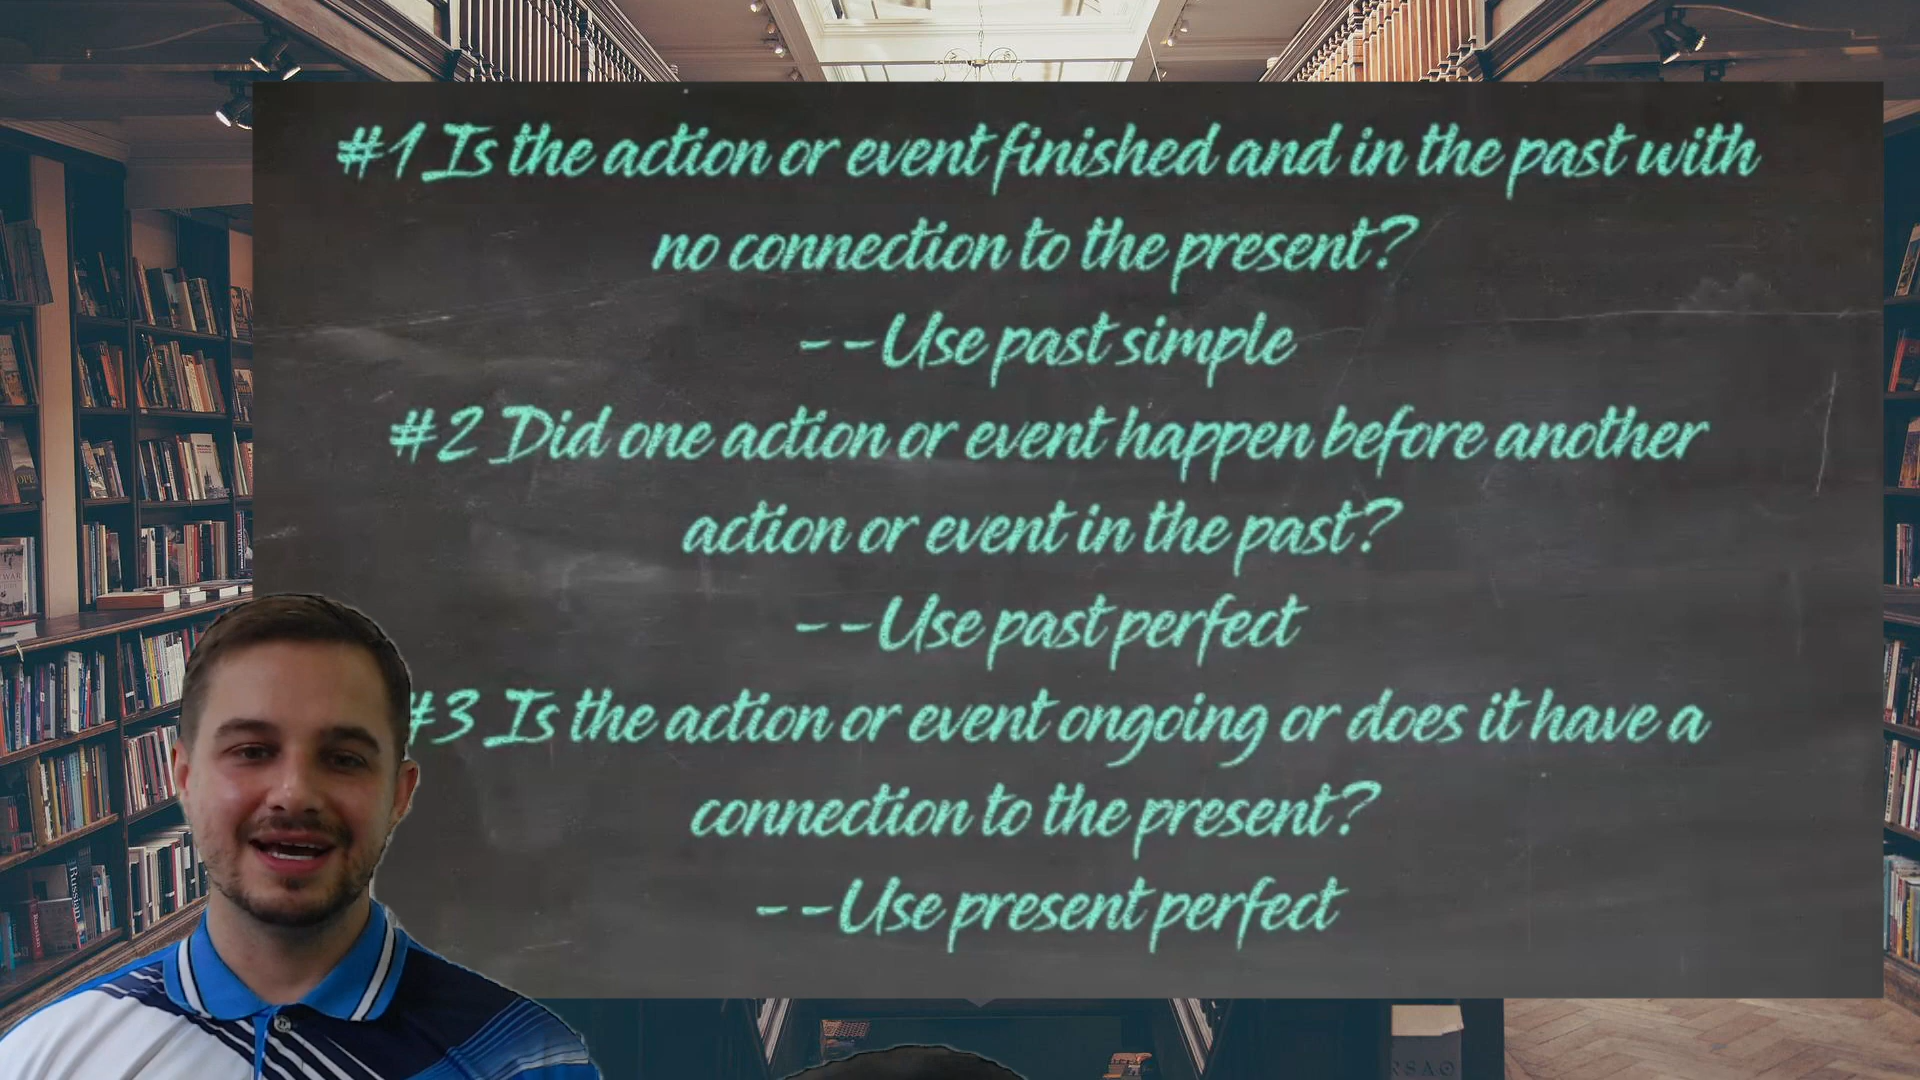 #1 Is the action or event finished and in the past with
no connection to the present?
--Use past simple
#2 Did one action or event happen before another
action or event in the past?
--Use past perfect
#3 Is the action or event ongoing or does it have a
connection to the present?
--Use present perfect
Russian